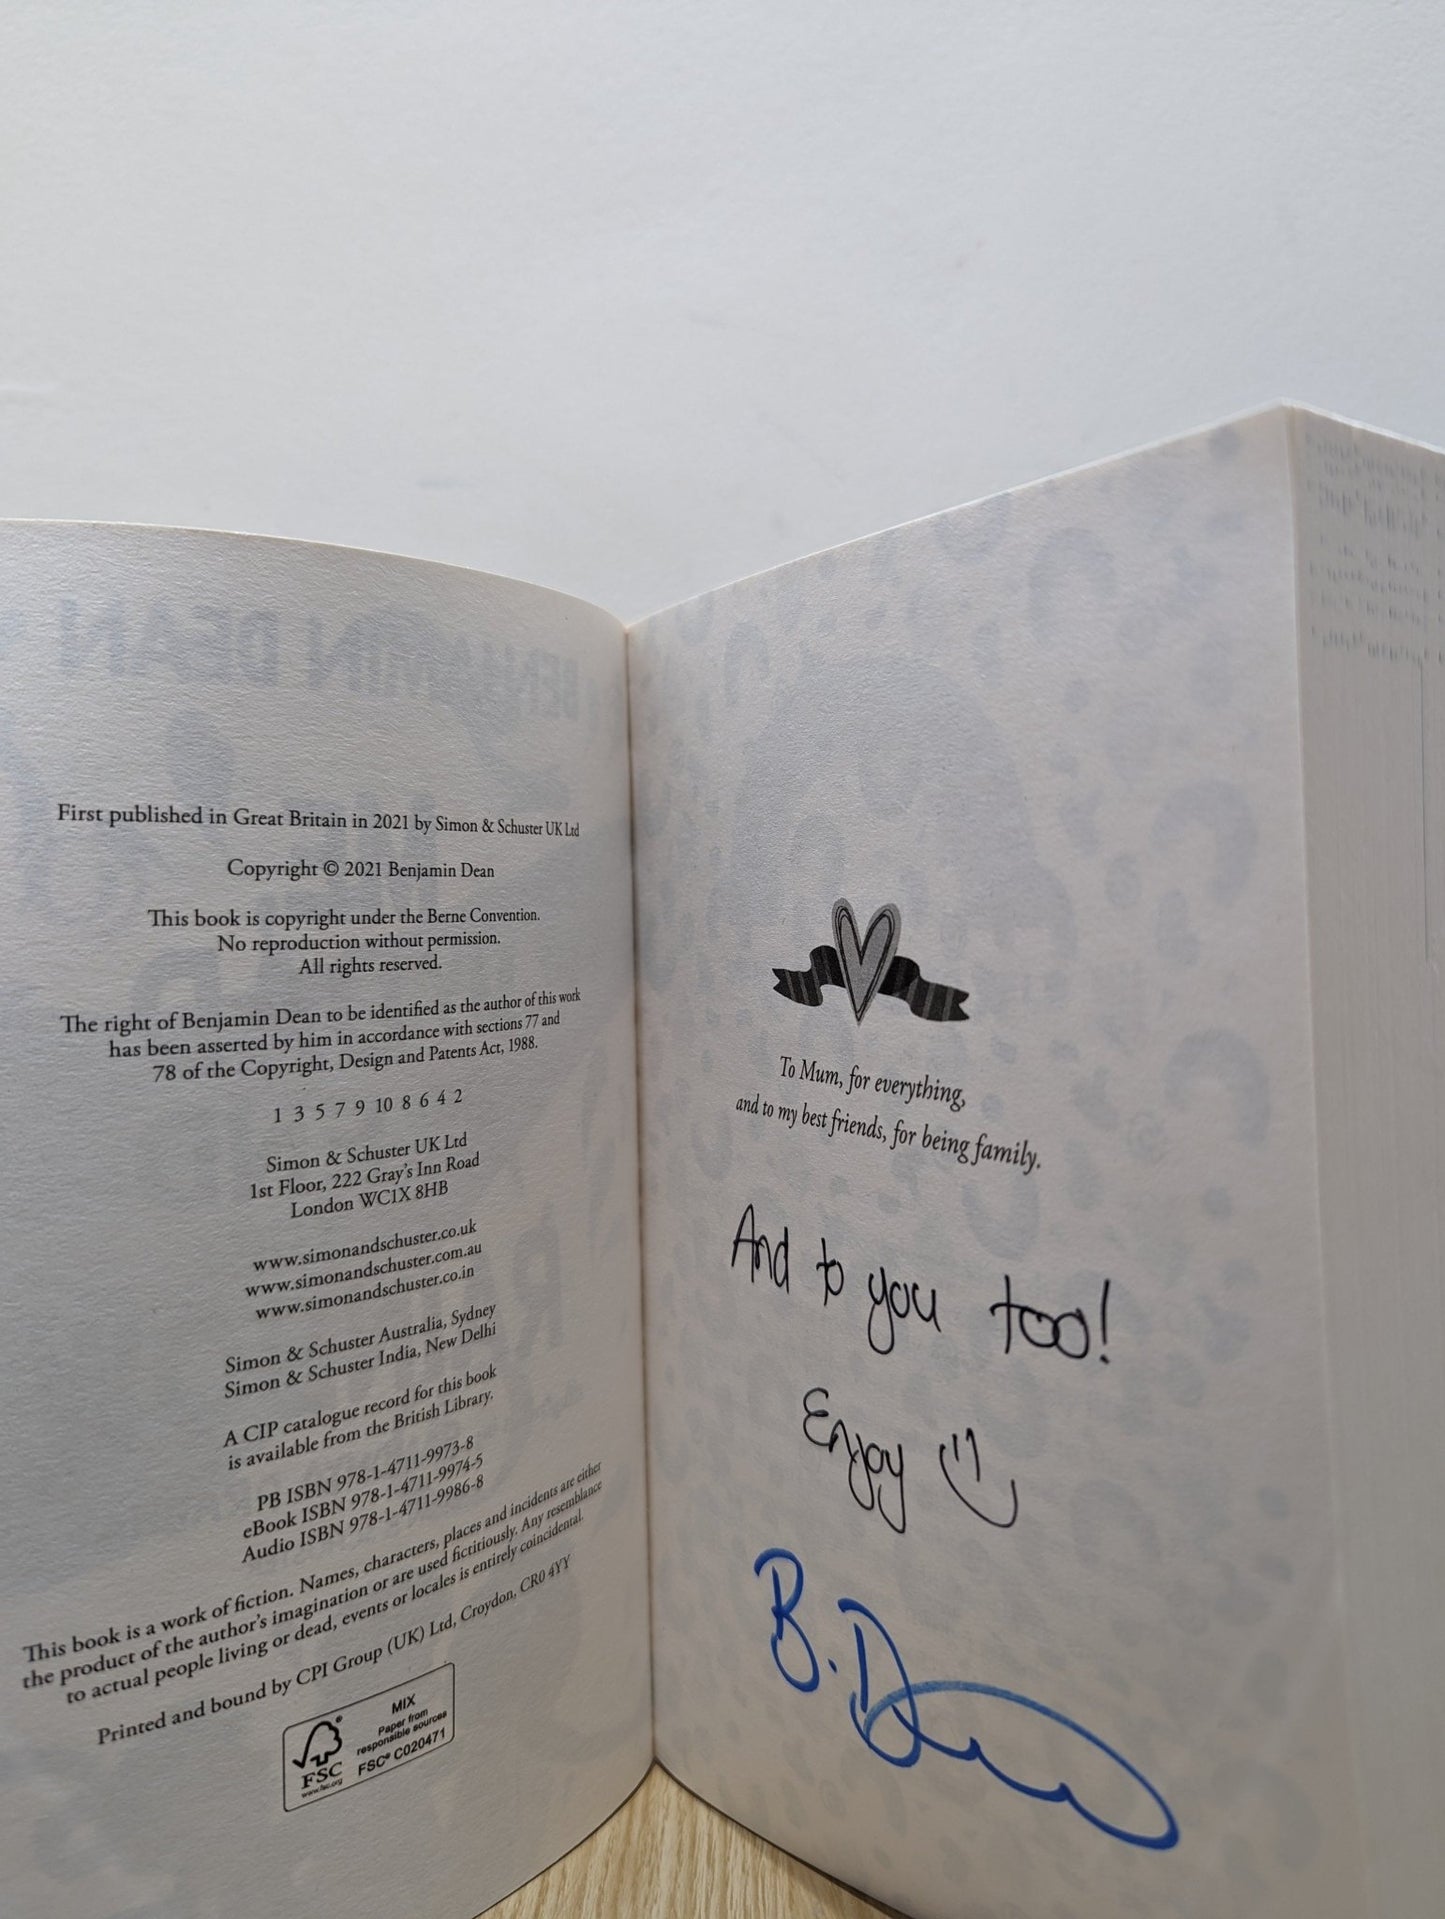 BENJAMIN DEAN
First published in Great Britain in 2021 by Simon & Schuster UK Ltd
Copyright © 2021 Benjamin Dean
This book is copyright under the Berne Convention.
No reproduction without permission.
All rights reserved.
The right of Benjamin Dean to be identified as the author of this work
has been asserted by him in accordance with sections 77 and
78 of the Copyright, Design and Patents Act, 1988.
1 3 5 7 9 10 8 6 4 2
Simon & Schuster UK Ltd
1st Floor, 222 Gray's Inn Road
London WC1X 8HB
www.simonandschuster.co.uk
www.simonandschuster.com.au
www.simonandschuster.co.in
Simon & Schuster Australia, Sydney
Simon & Schuster India, New Delhi
A CIP catalogue record for this book
is available from the British Library.
PB ISBN 978-1-4711-9973-8
eBook ISBN 978-1-4711-9974-5
Audio ISBN 978-1-4711-9986-8
This book is a work of fiction. Names, characters, places and incidents are either
the product of the author's imagination or are used fictitiously. Any resemblance
to actual people living or dead, events or locales is entirely coincidental.
Printed and bound by CPI Group (UK) Ltd, Croydon, CR0 4YY
FSC
www.fsc.org
MIX
Paper from
responsible sources
FSC® C020471
To Mum, for everything,
and to my best friends, for being family.
And to you too!
Enjoy
B. D